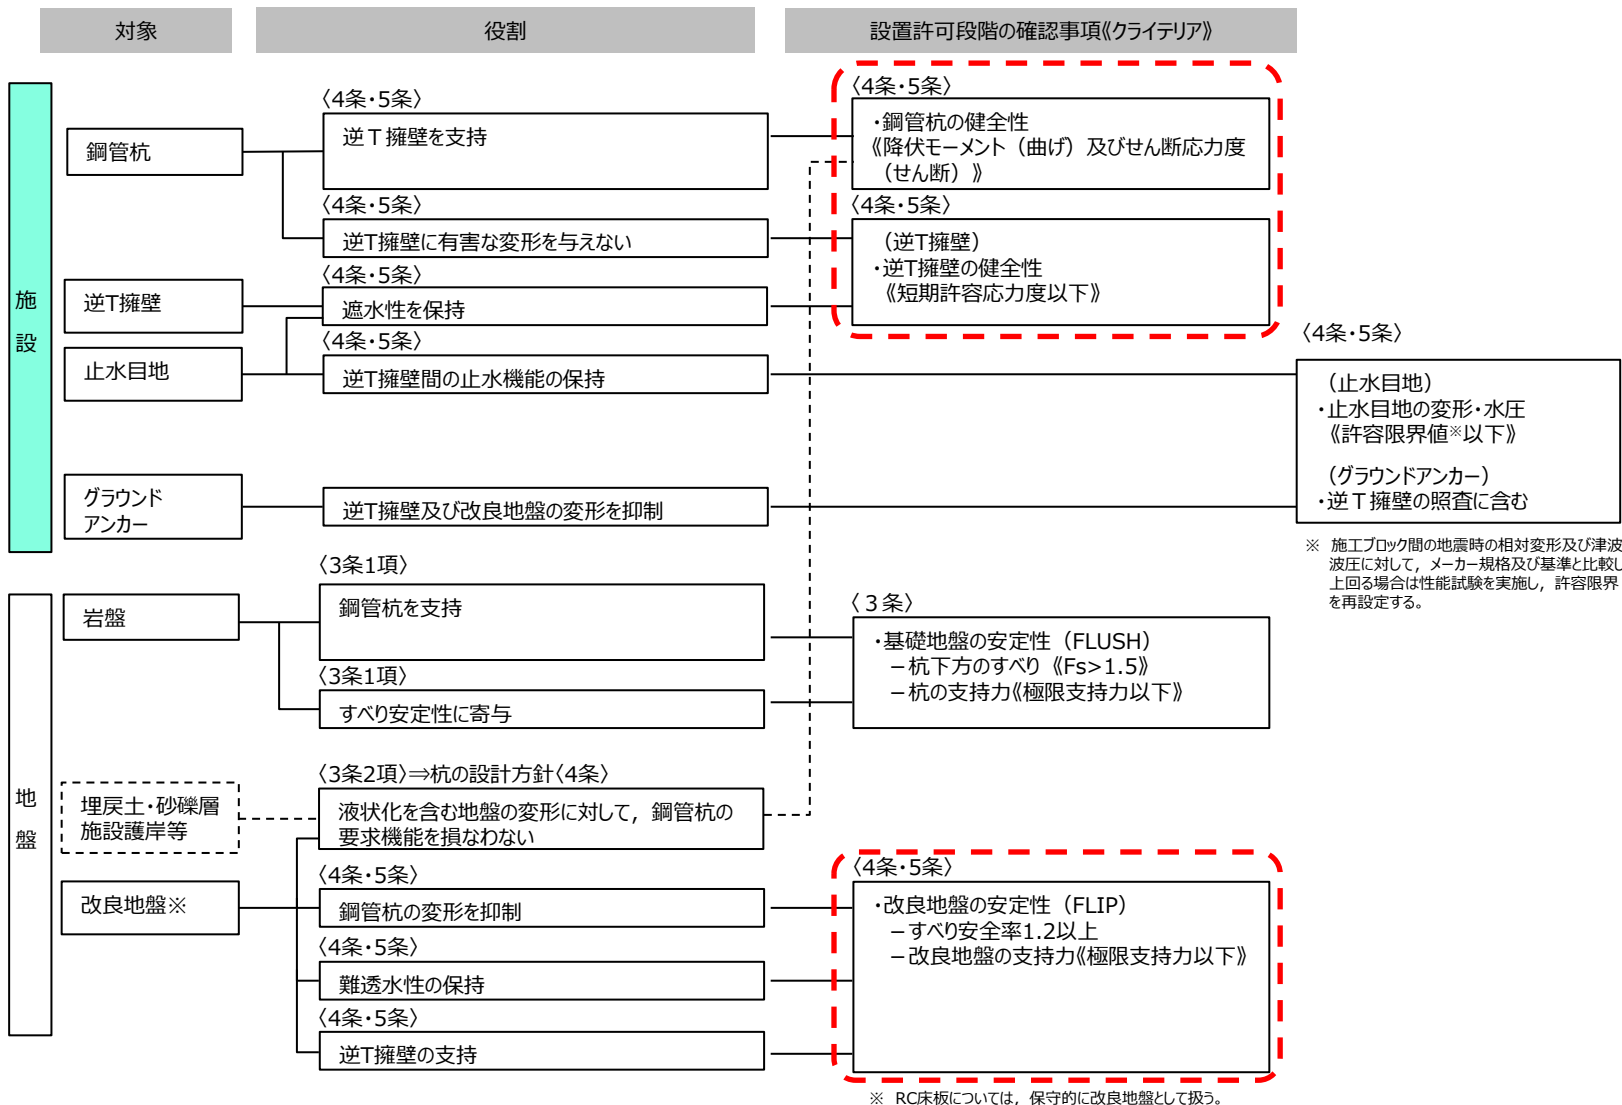 対象
役割
設置許可段階の確認事項《クライテリア》
施
設
鋼管杭
〈4条・5条〉
逆Ｔ擁壁を支持
〈4条・5条〉
・鋼管杭の健全性
《降伏モーメント（曲げ）及びせん断応力度
（せん断）》
〈4条・5条〉
逆T擁壁に有害な変形を与えない
〈4条・5条〉
（逆T擁壁）
・逆T擁壁の健全性
《短期許容応力度以下》
逆T擁壁
〈4条・5条〉
遮水性を保持
止水目地
〈4条・5条〉
逆T擁壁間の止水機能の保持
〈4条・5条〉
（止水目地）
・止水目地の変形・水圧
《許容限界値※以下》
（グラウンドアンカー）
・逆Ｔ擁壁の照査に含む
グラウンド
アンカー
逆T擁壁及び改良地盤の変形を抑制
※ 施工ブロック間の地震時の相対変形及び津波
波圧に対して，メーカー規格及び基準と比較し
上回る場合は性能試験を実施し，許容限界
を再設定する。
地
盤
岩盤
〈3条1項〉
鋼管杭を支持
〈3条1項〉
すべり安定性に寄与
〈３条〉
・基礎地盤の安定性（FLUSH）
－杭下方のすべり《Fs>1.5》
－杭の支持力《極限支持力以下》
埋戻土・砂礫層
施設護岸等
〈3条2項〉⇒杭の設計方針〈4条〉
液状化を含む地盤の変形に対して，鋼管杭の
要求機能を損なわない
改良地盤※
〈4条・5条〉
鋼管杭の変形を抑制
〈4条・5条〉
難透水性の保持
〈4条・5条〉
逆T擁壁の支持
〈4条・5条〉
・改良地盤の安定性（FLIP）
－すべり安全率1.2以上
－改良地盤の支持力《極限支持力以下》
※ RC床板については，保守的に改良地盤として扱う。